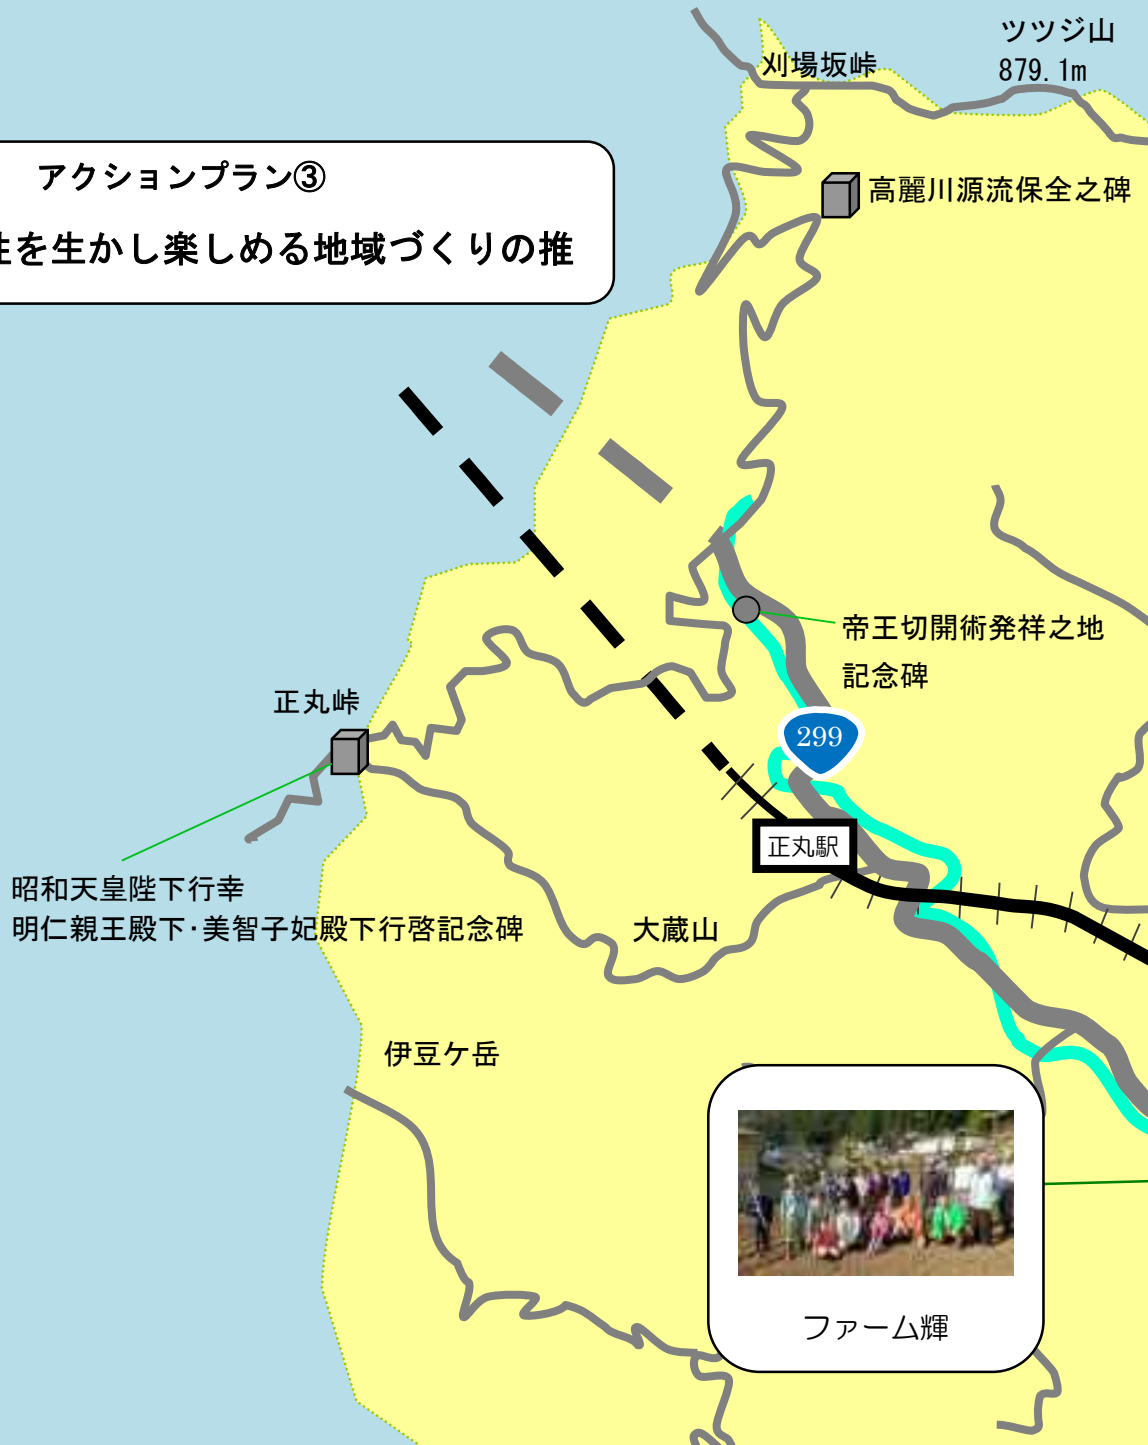 ツツジ山
879.1m
刈場坂峠
アクションプラン③
性を生かし楽しめる地域づくりの推
高麗川源流保全之碑
帝王切開術発祥之地
記念碑
正丸峠
299
正丸駅
昭和天皇陛下行幸
明仁親王殿下・美智子妃殿下行啓記念碑
大蔵山
伊豆ケ岳
ファーム輝